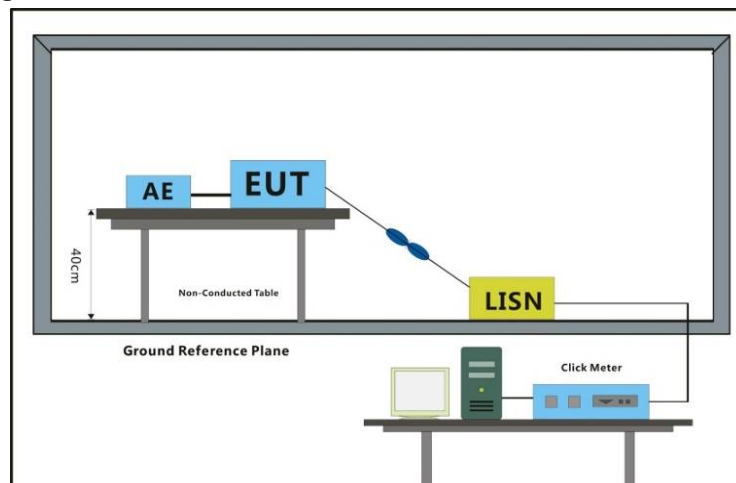 AE
EUT
40cm
Non-Conducted Table
LISN
Ground Reference Plane
Click Meter